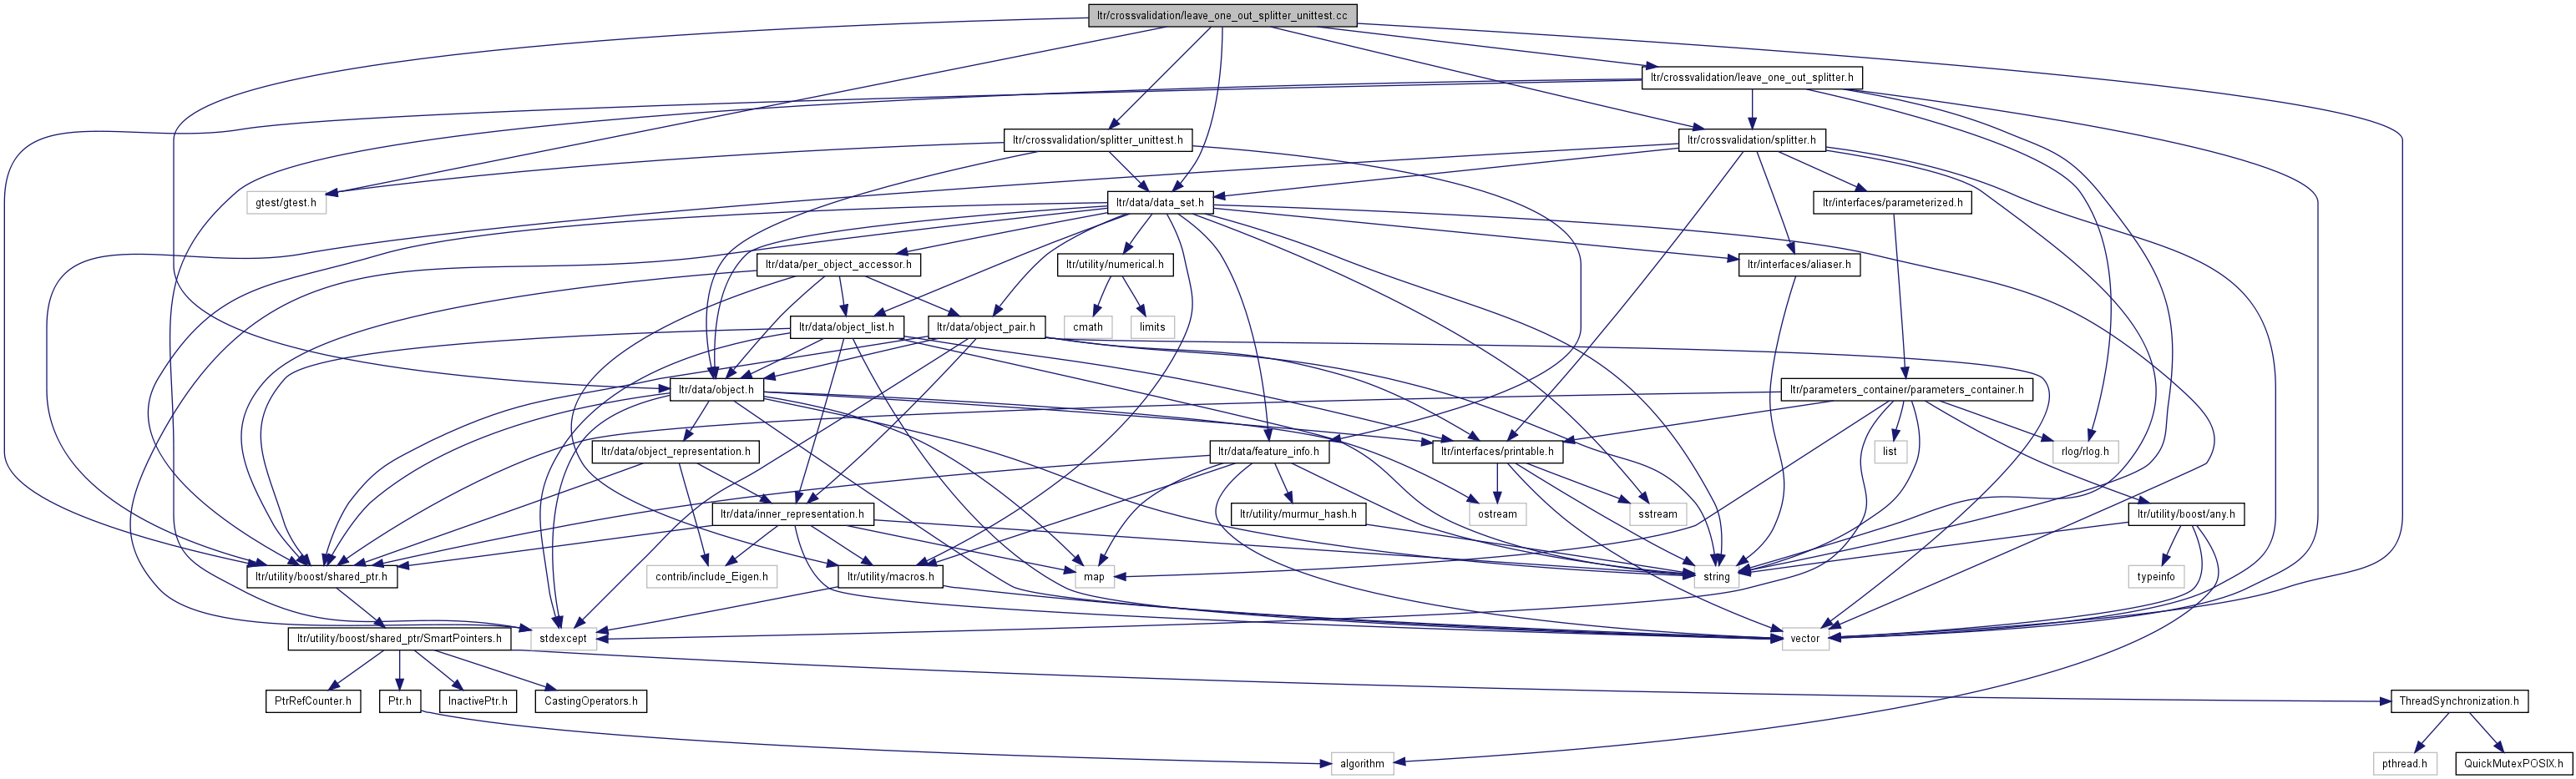 ltr/crossvalidation/leave_one_out_splitter_unittest.cc
ltr/crossvalidation/leave_one_out_splitter.h
ltr/crossvalidation/splitter_unittest.h
ltr/crossvalidation/splitter.h
gtest/gtest.h
ltr/data/data_set.h
ltr/interfaces/parameterized.h
ltr/data/per_object_accessor.h
ltr/utility/numerical.h
ltr/interfaces/aliaser.h
ltr/data/object_list.h
ltr/data/object_pair.h
cmath
limits
ltr/data/object.h
ltr/parameters_container/parameters_container.h
ltr/data/object_representation.h
ltr/data/feature_info.h
ltr/interfaces/printable.h
list
rlog/rlog.h
ltr/data/inner_representation.h
ltr/utility/murmur_hash.h
ostream
sstream
ltr/utility/boost/any.h
ltr/utility/boost/shared_ptr.h
contrib/include_Eigen.h
ltr/utility/macros.h
map
string
typeinfo
ltr/utility/boost/shared_ptr/SmartPointers.h
stdexcept
vector
PtrRefCounter.h
Ptr.h
InactivePtr.h
CastingOperators.h
ThreadSynchronization.h
algorithm
pthread.h
QuickMutexPOSIX.h